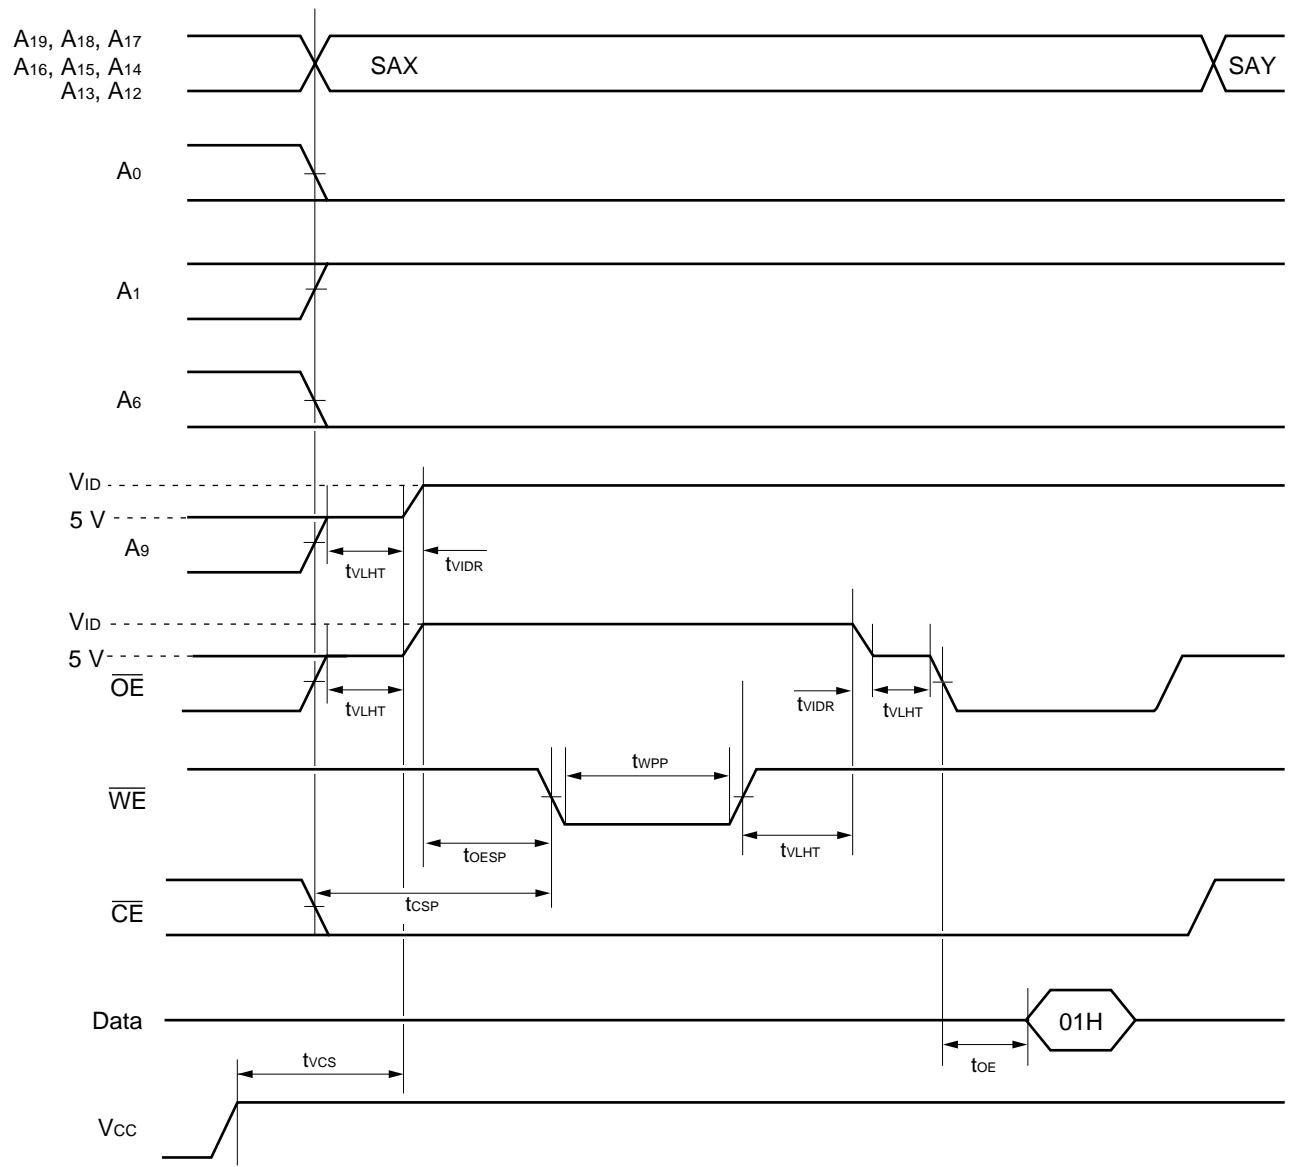 A19, A18, A17
A16, A15, A14
A13, A12
SAX
SAY
A0
A1
A6
VID
5 V
A9
tVLHT
tVIDR
VID
5 V
OE
tVLHT
tVIDR
tVLHT
WE
tWPP
tOESP
tVLHT
CE
tCSP
Data
01H
tOE
tVCS
VCC